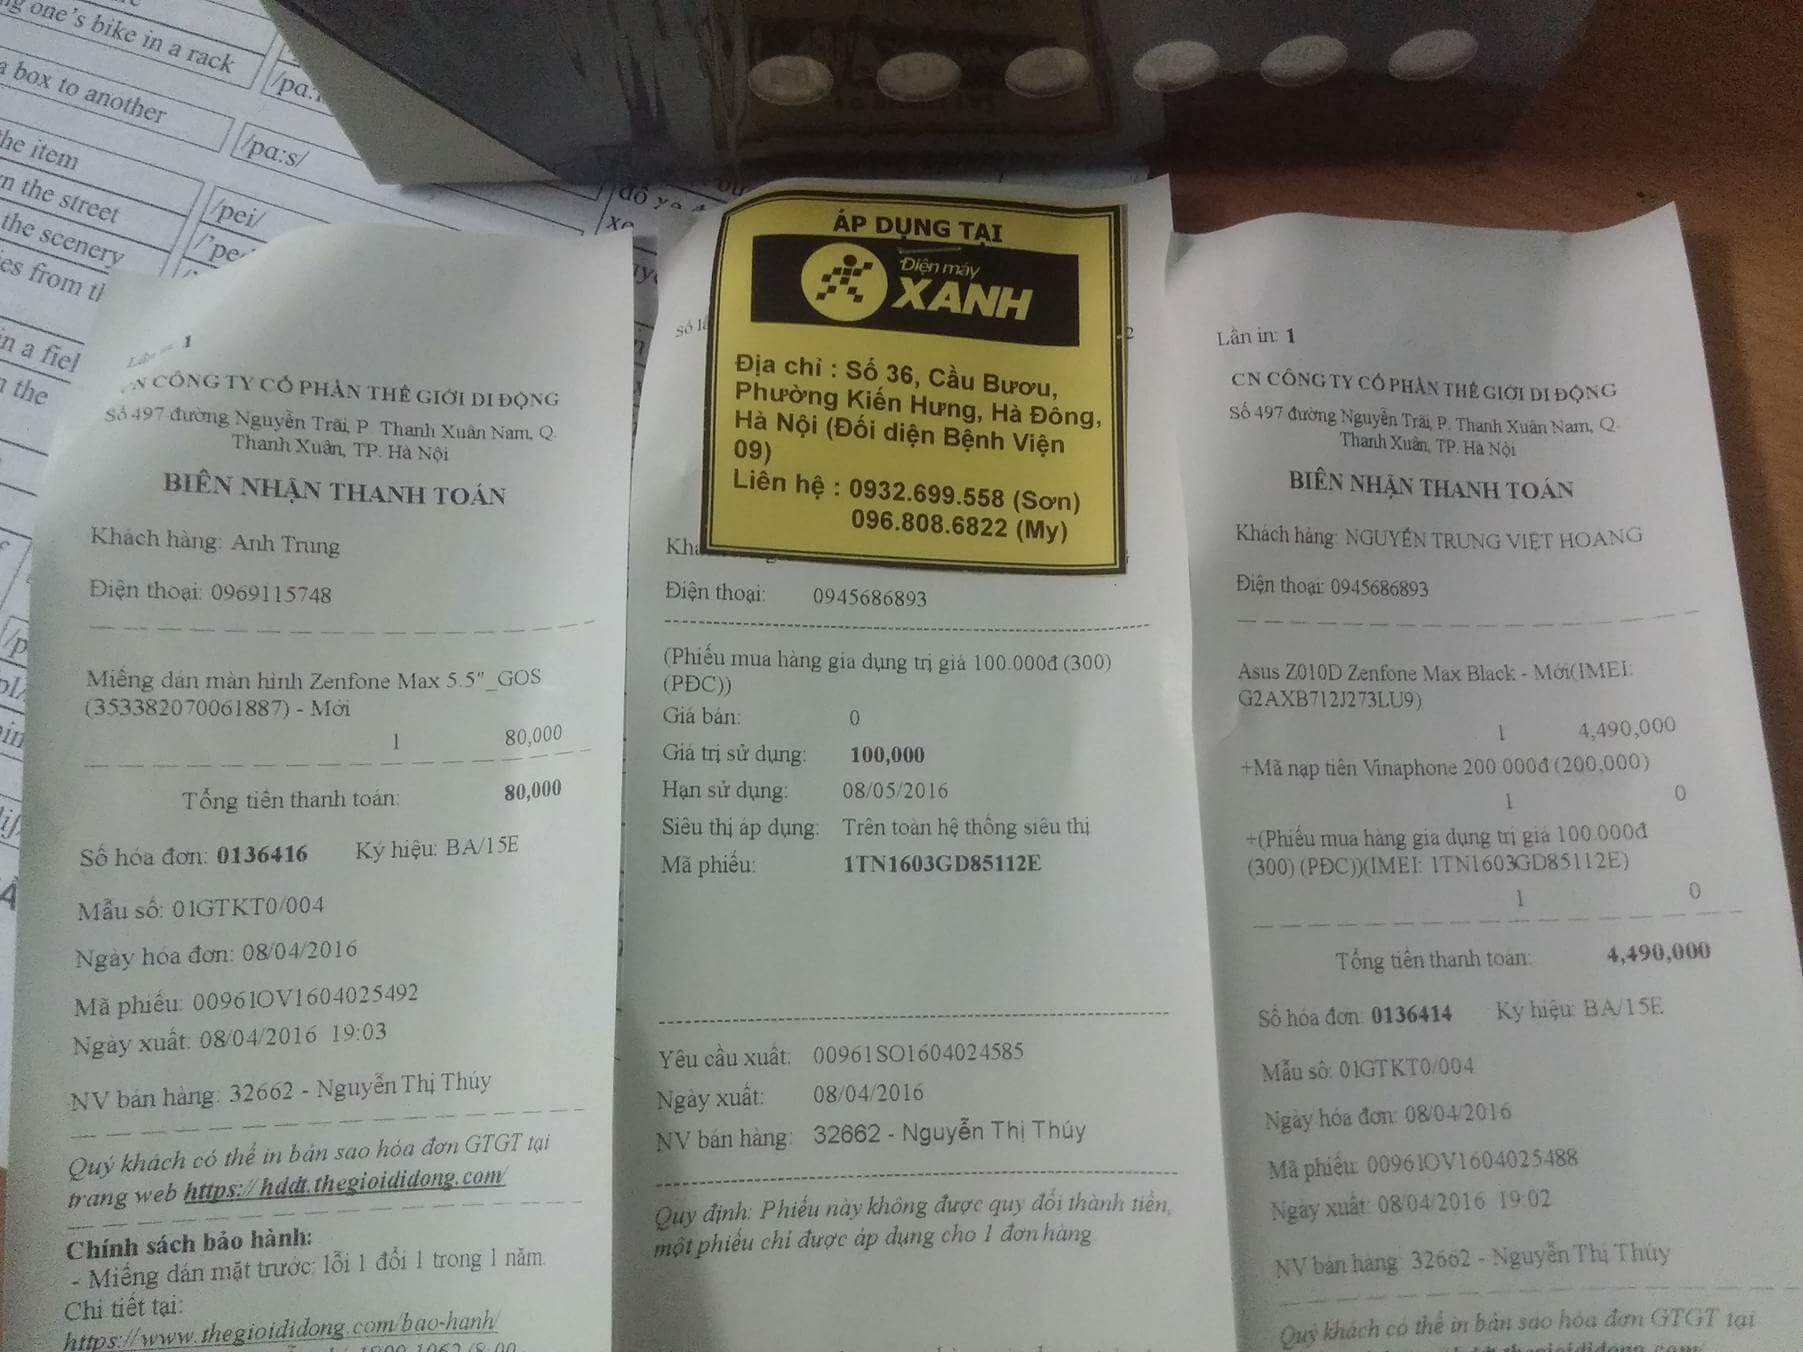 g one's bike in a rack
a box to another
/pɑ:s/
he item
n the street
/pei/
the scenery
es from
n a fiel
the
ÁP DỤNG TẠI
Điện máy
XANH
Địa chỉ : Số 36, Cầu Bươu,
Phường Kiến Hưng, Hà Đông,
Hà Nội (Đối diện Bệnh Viện
09)
Liên hệ : 0932.699.558 (Sơn)
096.808.6822 (My)
Lần in: 1
CN CÔNG TY CỔ PHẦN THẾ GIỚI DI ĐỘNG
Số 497 đường Nguyễn Trãi, P. Thanh Xuân Nam, Q.
Thanh Xuân, TP. Hà Nội
BIÊN NHẬN THANH TOÁN
Khách hàng: Anh Trung
Điện thoại: 0969115748
Miếng dán màn hình Zenfone Max 5.5"_GOS
(353382070061887) - Mới
1 80,000
Tổng tiền thanh toán: 80,000
Số hóa đơn: 0136416 Ký hiệu: BA/15E
Mẫu số: 01GTKT0/004
Ngày hóa đơn: 08/04/2016
Mã phiếu: 00961OV1604025492
Ngày xuất: 08/04/2016 19:03
NV bán hàng: 32662 - Nguyễn Thị Thúy
Quý khách có thể in bản sao hóa đơn GTGT tại
trang web https://hddt.thegioididong.com/
Chính sách bảo hành:
- Miếng dán mặt trước: lỗi 1 đổi 1 trong 1 năm.
Chi tiết tại:
https://www.thegioididong.com/bao-hanh/
Điện thoại: 0945686893
(Phiếu mua hàng gia dụng trị giá 100.000đ (300)
(PĐC))
Giá bán: 0
Giá trị sử dụng: 100,000
Hạn sử dụng: 08/05/2016
Siêu thị áp dụng: Trên toàn hệ thống siêu thị
Mã phiếu: 1TN1603GD85112E
Yêu cầu xuất: 00961SO1604024585
Ngày xuất: 08/04/2016
NV bán hàng: 32662 - Nguyễn Thị Thúy
Quy định: Phiếu này không được quy đổi thành tiền,
một phiếu chỉ được áp dụng cho 1 đơn hàng
Lần in: 1
CN CÔNG TY CỔ PHẦN THẾ GIỚI DI ĐỘNG
Số 497 đường Nguyễn Trãi, P. Thanh Xuân Nam, Q.
Thanh Xuân, TP. Hà Nội
BIÊN NHẬN THANH TOÁN
Khách hàng: NGUYỄN TRUNG VIỆT HOANG
Điện thoại: 0945686893
Asus Z010D Zenfone Max Black - Mới(IMEI:
G2AXB712J273LU9)
1 4,490,000
+Mã nạp tiền Vinaphone 200.000đ (200,000)
1 0
+(Phiếu mua hàng gia dụng trị giá 100.000đ
(300) (PĐC))(IMEI: 1TN1603GD85112E)
1 0
Tổng tiền thanh toán: 4,490,000
Số hóa đơn: 0136414 Ký hiệu: BA/15E
Mẫu số: 01GTKT0/004
Ngày hóa đơn: 08/04/2016
Mã phiếu: 00961OV1604025488
Ngày xuất: 08/04/2016 19:02
NV bán hàng: 32662 - Nguyễn Thị Thúy
Quý khách có thể in bản sao hóa đơn GTGT tại